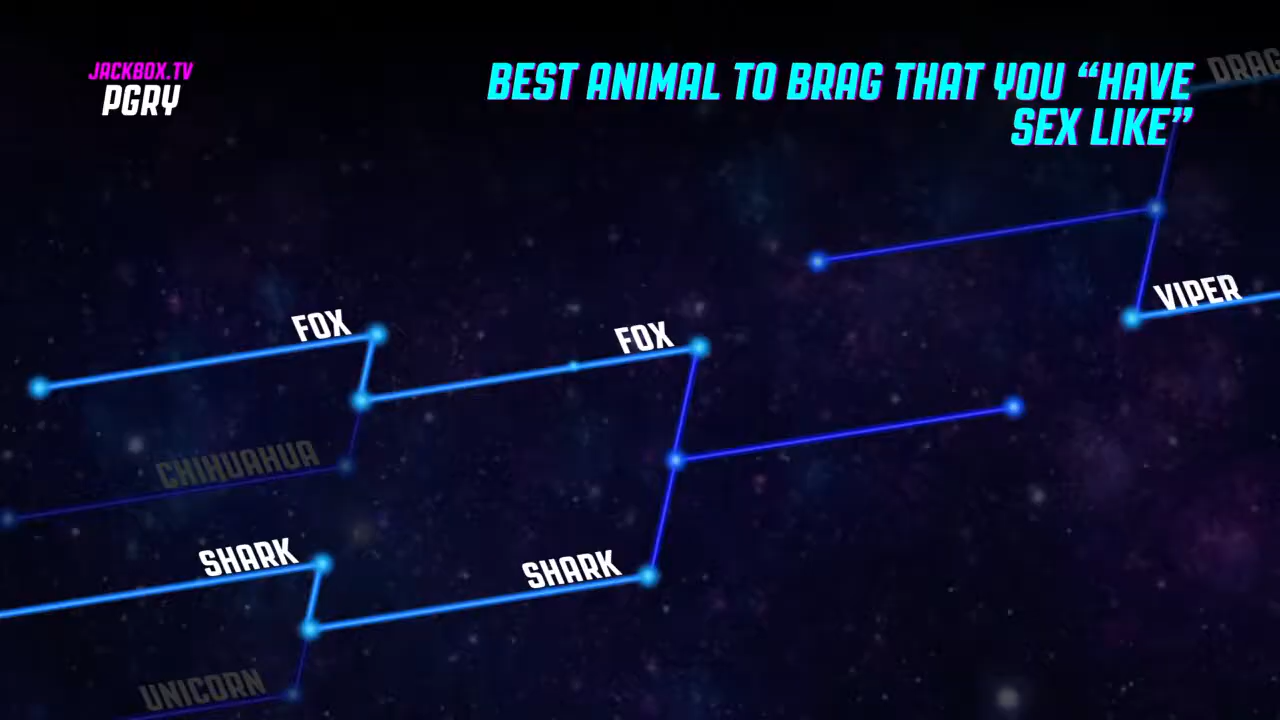 JACKBOX.TV
PGRY
BEST ANIMAL TO BRAG THAT YOU “HAVE
SEX LIKE”
VIPER
FOX
FOX
CHIHUAHUA
SHARK
SHARK
UNICORN